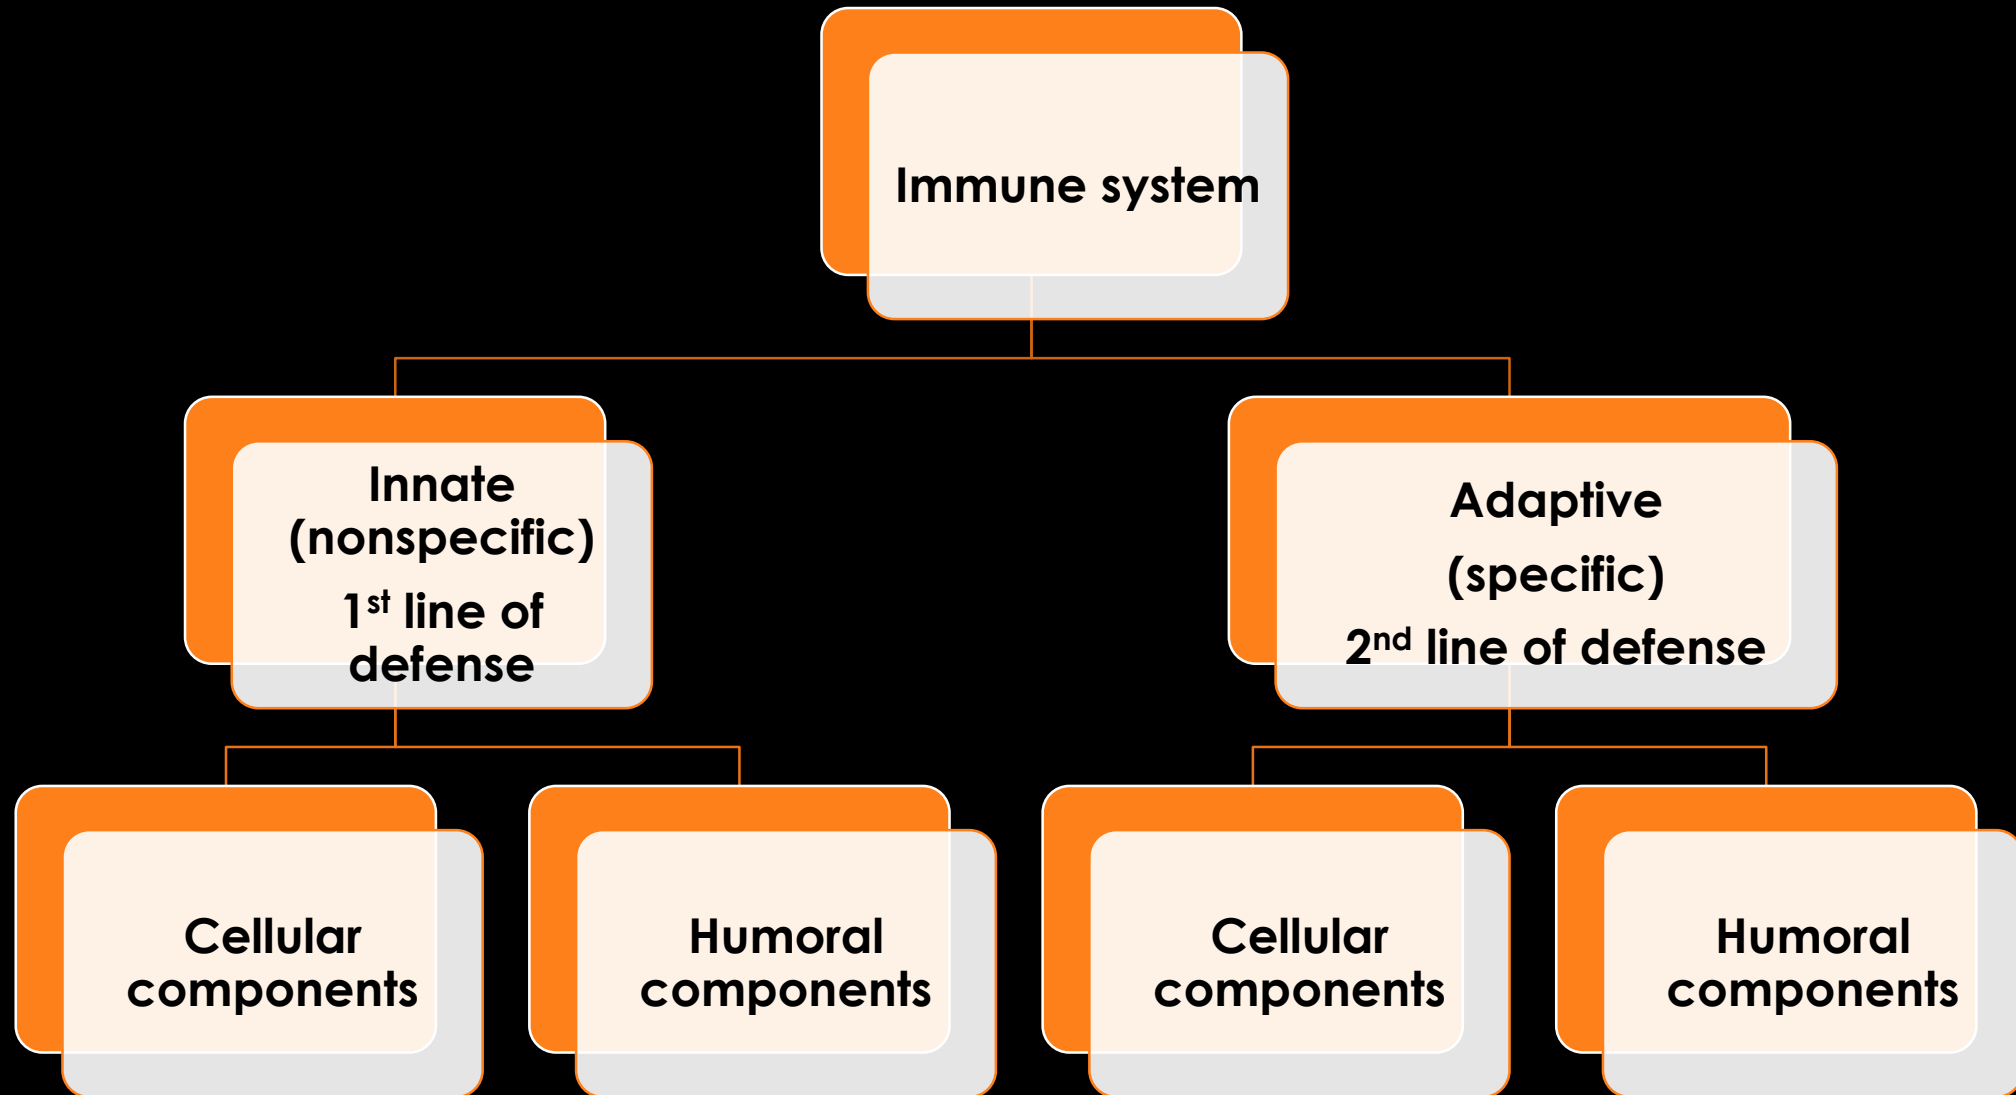 Immune system
Innate
(nonspecific)
1st line of
defense
Adaptive
(specific)
2nd line of defense
Cellular
components
Humoral
components
Cellular
components
Humoral
components